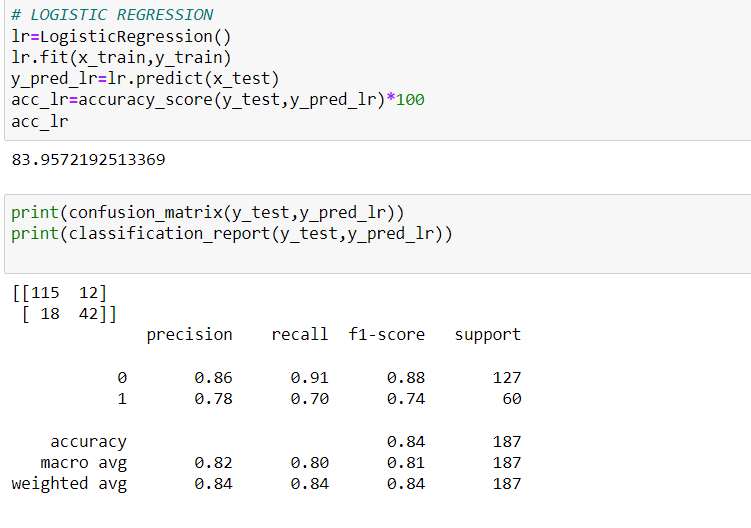 # LOGISTIC REGRESSION
lr=LogisticRegression()
lr.fit(x_train,y_train)
y_pred_lr=lr.predict(x_test)
acc_lr=accuracy_score(y_test,y_pred_lr)*100
acc_lr
83.9572192513369
print(confusion_matrix(y_test,y_pred_lr))
print(classification_report(y_test,y_pred_lr))
[[115  12]
 [ 18  42]]
              precision    recall  f1-score   support
           0       0.86      0.91      0.88       127
           1       0.78      0.70      0.74        60
    accuracy                           0.84       187
   macro avg       0.82      0.80      0.81       187
weighted avg       0.84      0.84      0.84       187